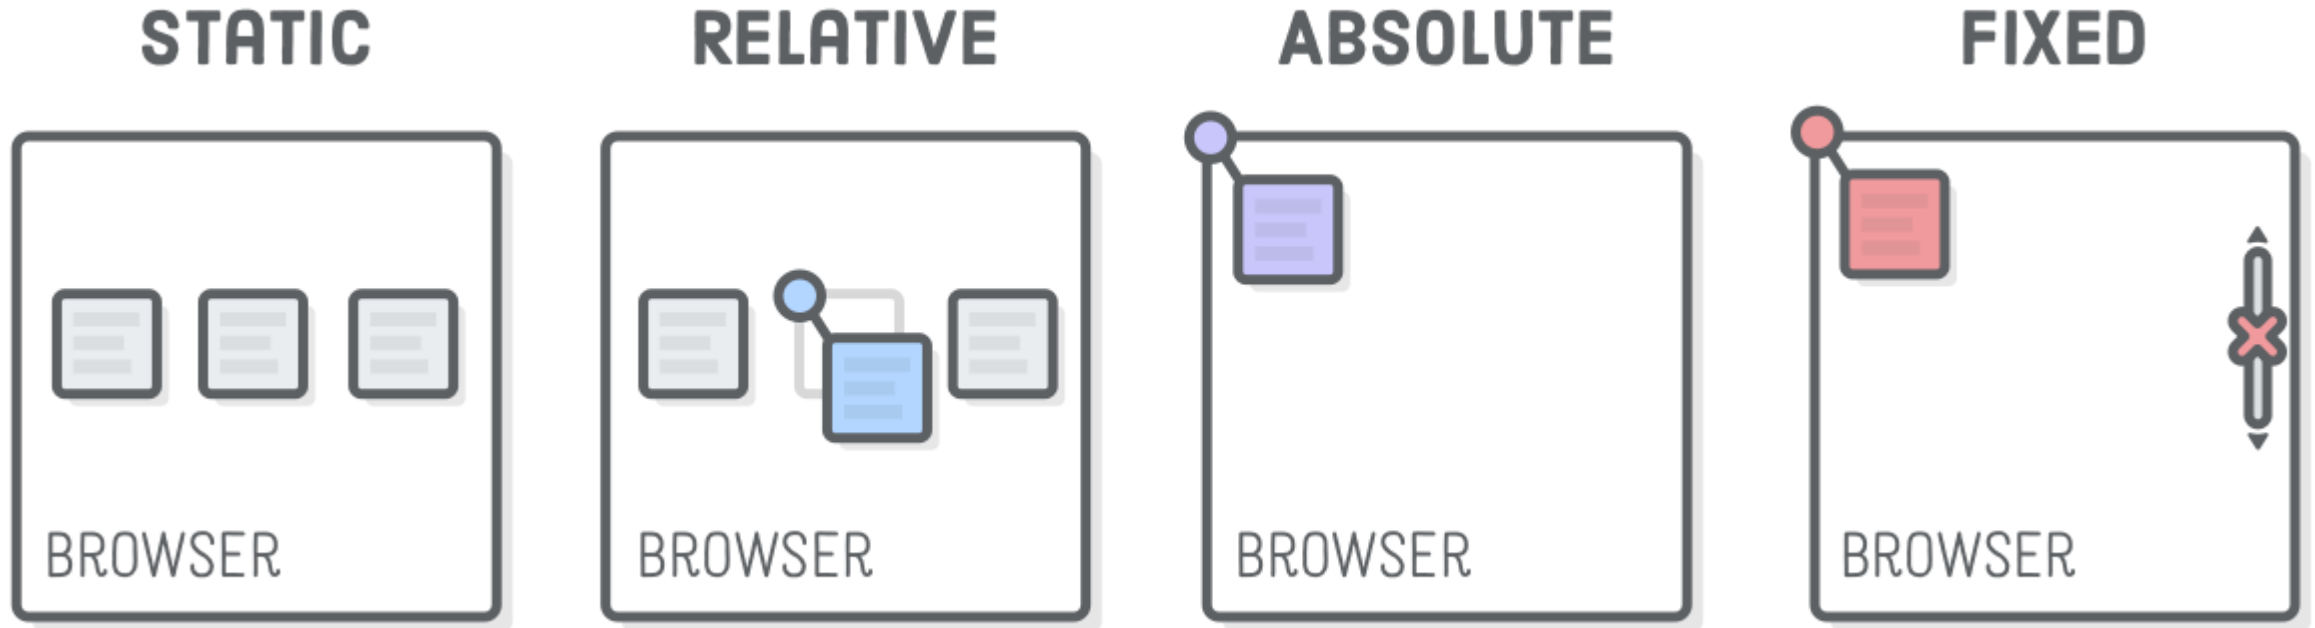 STATIC RELATIVE ABSOLUTE FIXED
BROWSER BROWSER BROWSER BROWSER